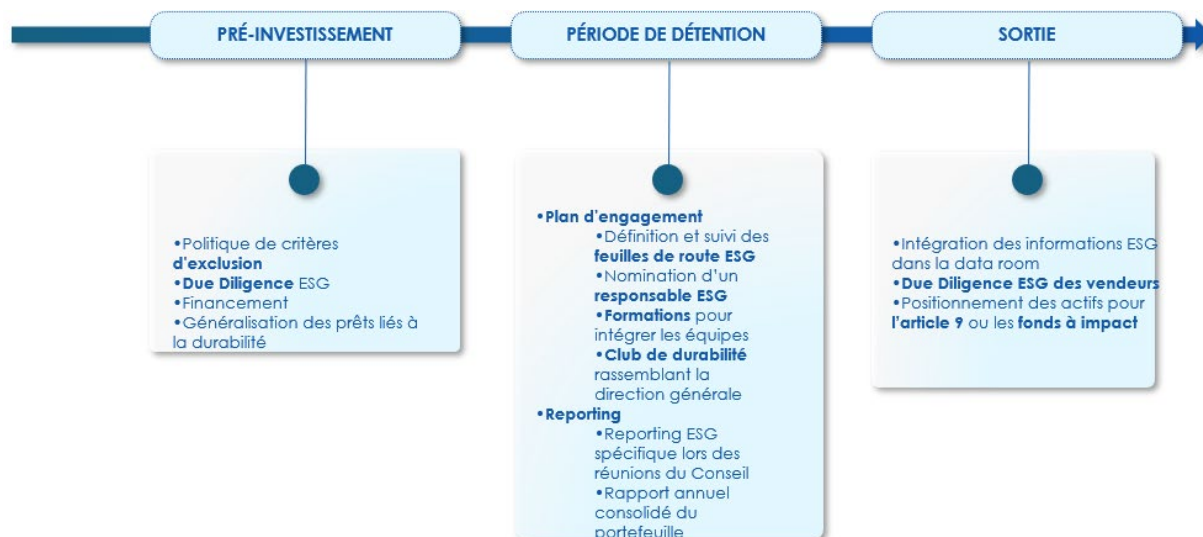 PRÉ-INVESTISSEMENT
•Politique de critères
d'exclusion
•Due Diligence ESG
•Financement
•Généralisation des prêts liés à
la durabilité
PÉRIODE DE DÉTENTION
•Plan d'engagement
•Définition et suivi des
feuilles de route ESG
•Nomination d'un
responsable ESG
•Formations pour
intégrer les équipes
•Club de durabilité
rassemblant la
direction générale
•Reporting
•Reporting ESG
spécifique lors des
réunions du Conseil
•Rapport annuel
consolidé du
portefeuille
SORTIE
•Intégration des informations ESG
dans la data room
•Due Diligence ESG des vendeurs
•Positionnement des actifs pour
l'article 9 ou les fonds à impact